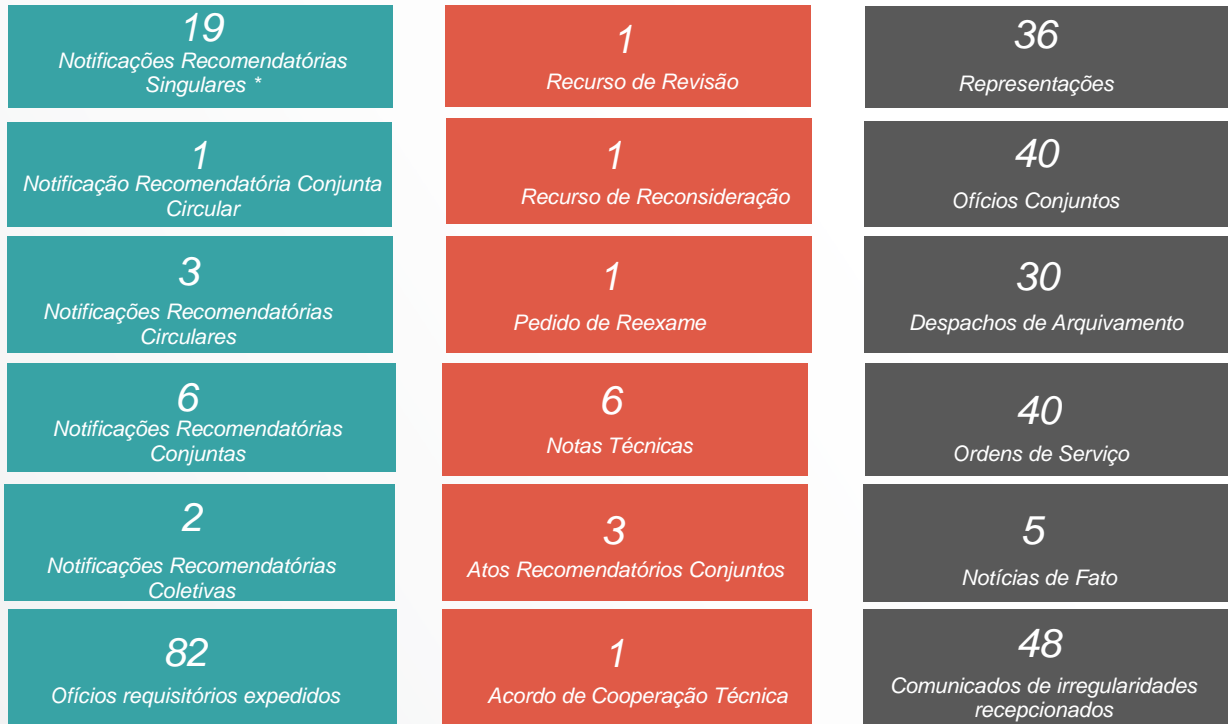 19
Notificações Recomendatórias
Singulares *
1
Notificação Recomendatória Conjunta
Circular
3
Notificações Recomendatórias
Circulares
6
Notificações Recomendatórias
Conjuntas
2
Notificações Recomendatórias
Coletivas
82
Ofícios requisitórios expedidos
1
Recurso de Revisão
1
Recurso de Reconsideração
1
Pedido de Reexame
6
Notas Técnicas
3
Atos Recomendatórios Conjuntos
1
Acordo de Cooperação Técnica
36
Representações
40
Ofícios Conjuntos
30
Despachos de Arquivamento
40
Ordens de Serviço
5
Notícias de Fato
48
Comunicados de irregularidades
recepcionados